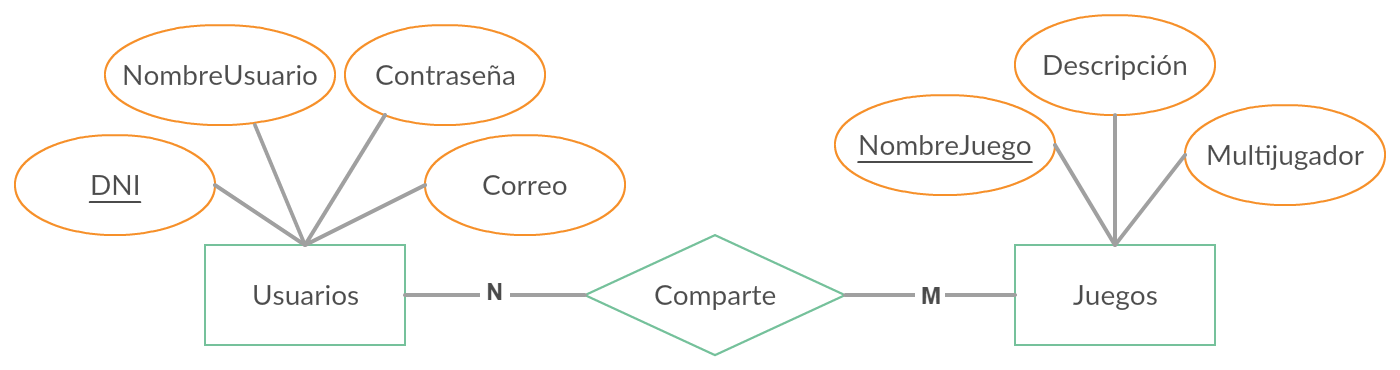 NombreUsuario
Contraseña
DNI
Correo
Usuarios
N
Comparte
M
Descripción
NombreJuego
Multijugador
Juegos